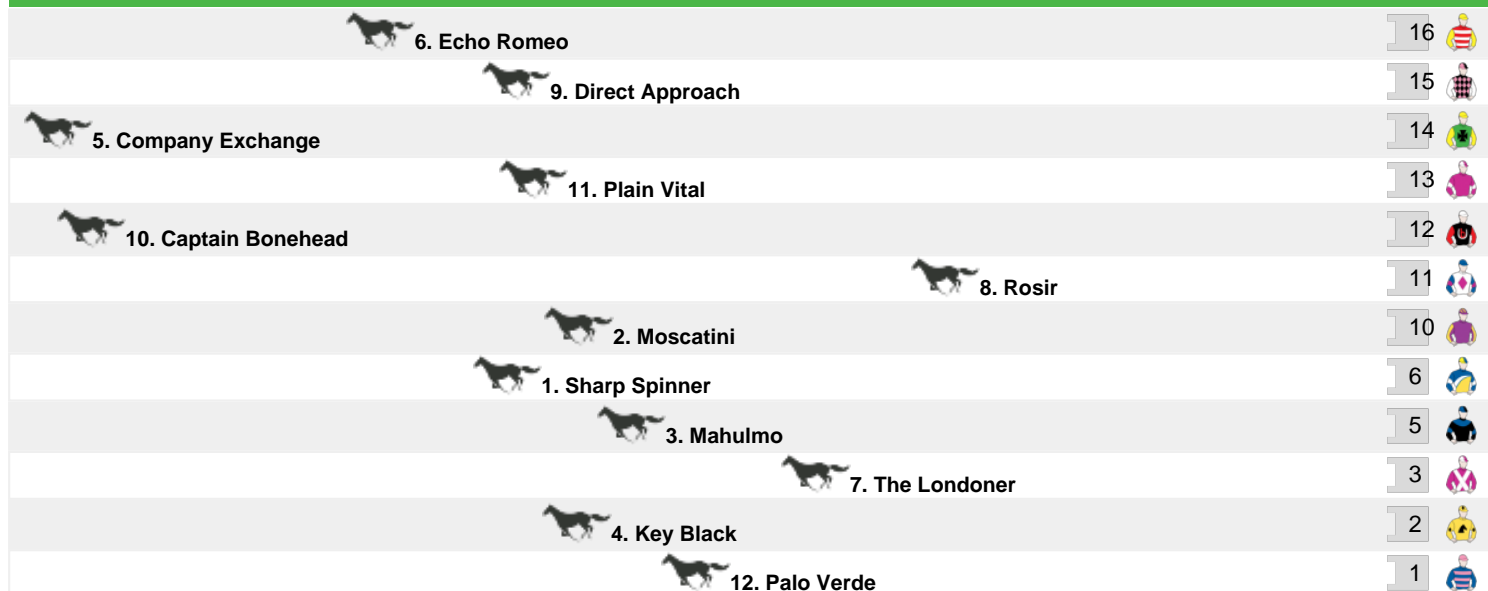 6. Echo Romeo 16
9. Direct Approach 15
5. Company Exchange 14
11. Plain Vital 13
10. Captain Bonehead 12
8. Rosir 11
2. Moscatini 10
1. Sharp Spinner 6
3. Mahulmo 5
7. The Londoner 3
4. Key Black 2
12. Palo Verde 1